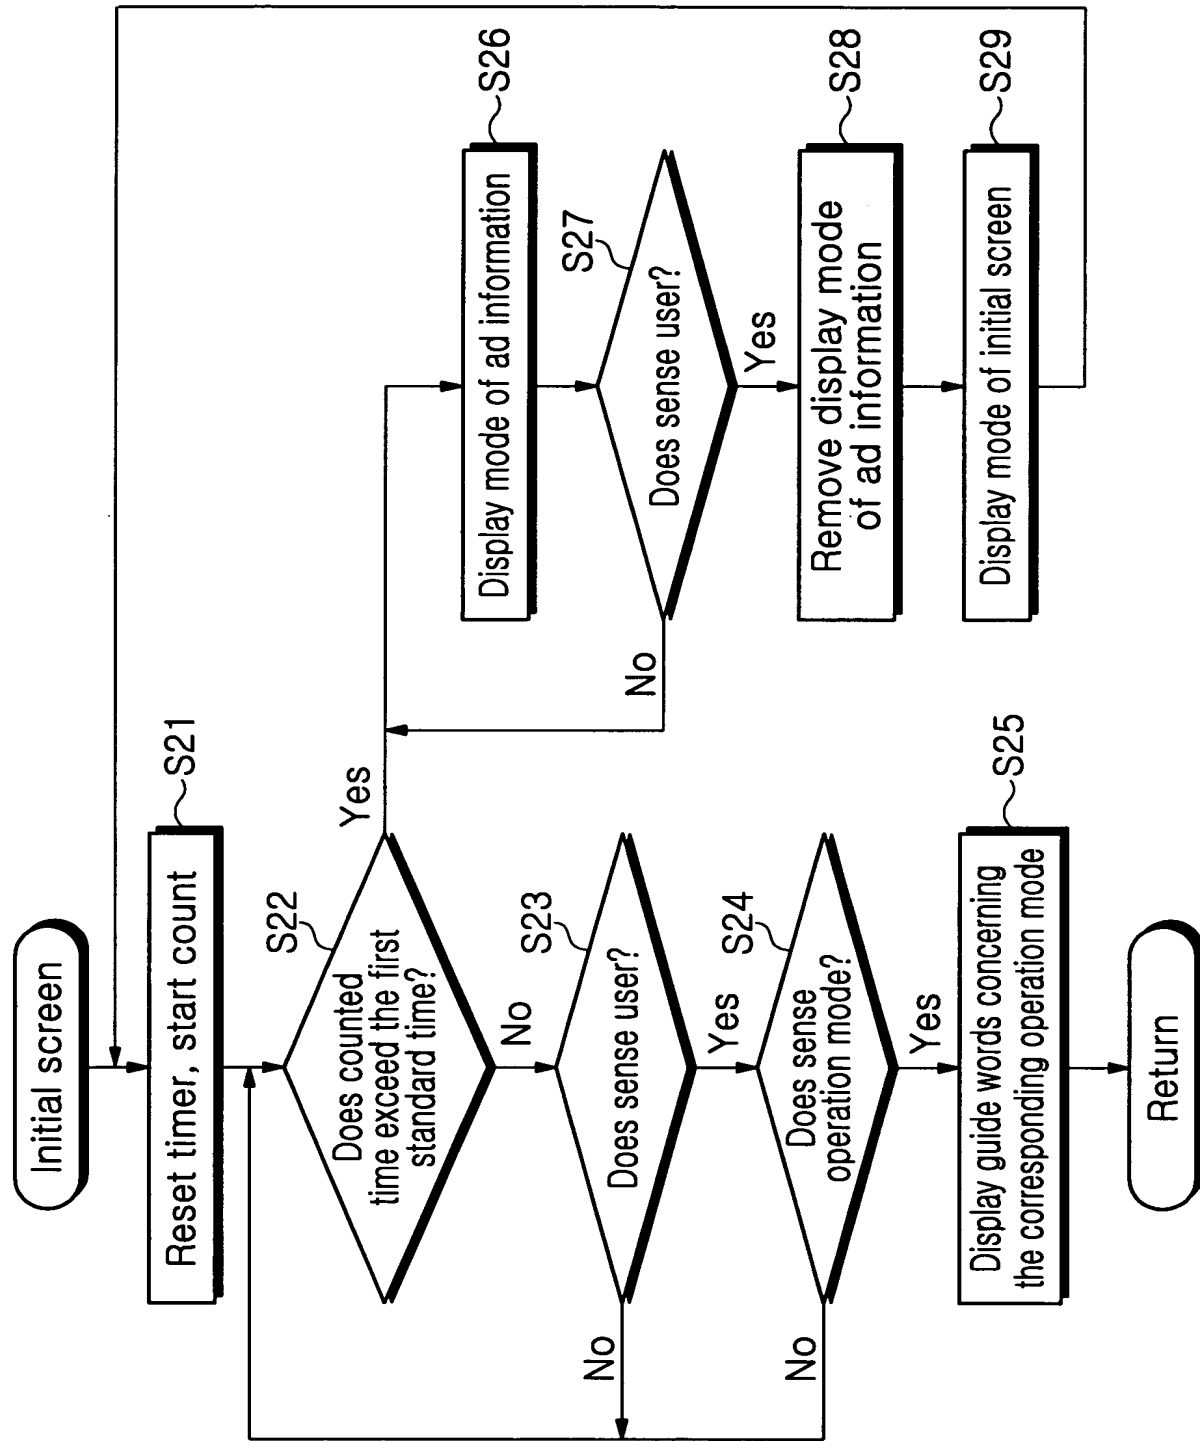 Initial screen
Reset timer, start count
S21
Does counted
time exceed the first
standard time?
S22
Yes
No
Does sense user?
S23
No
Yes
Does sense
operation mode?
S24
No
Yes
Display guide words concerning
the corresponding operation mode
S25
Return
Display mode of ad information
S26
Does sense user?
S27
No
Yes
Remove display mode
of ad information
S28
Display mode of initial screen
S29